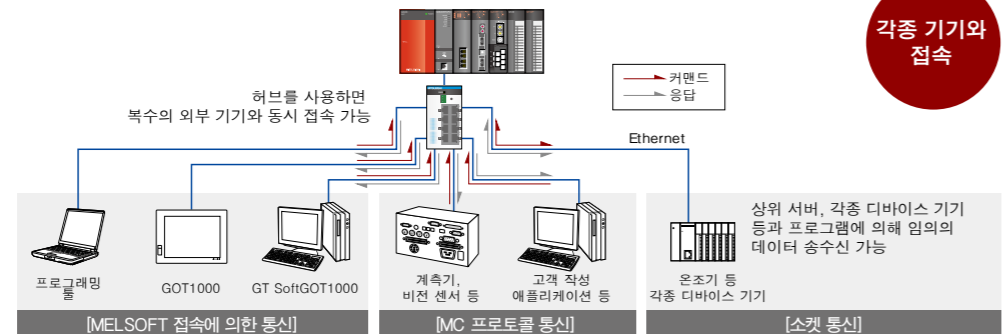 각종 기기와
접속
커맨드
응답
허브를 사용하면
복수의 외부 기기와 동시 접속 가능
Ethernet
상위 서버, 각종 디바이스 기기
등과 프로그램에 의해 임의의
데이터 송수신 가능
프로그래밍
툴
GOT1000
GT SoftGOT1000
계측기,
비전 센서 등
고객 작성
애플리케이션 등
온조기 등
각종 디바이스 기기
[MELSOFT 접속에 의한 통신]
[MC 프로토콜 통신]
[소켓 통신]